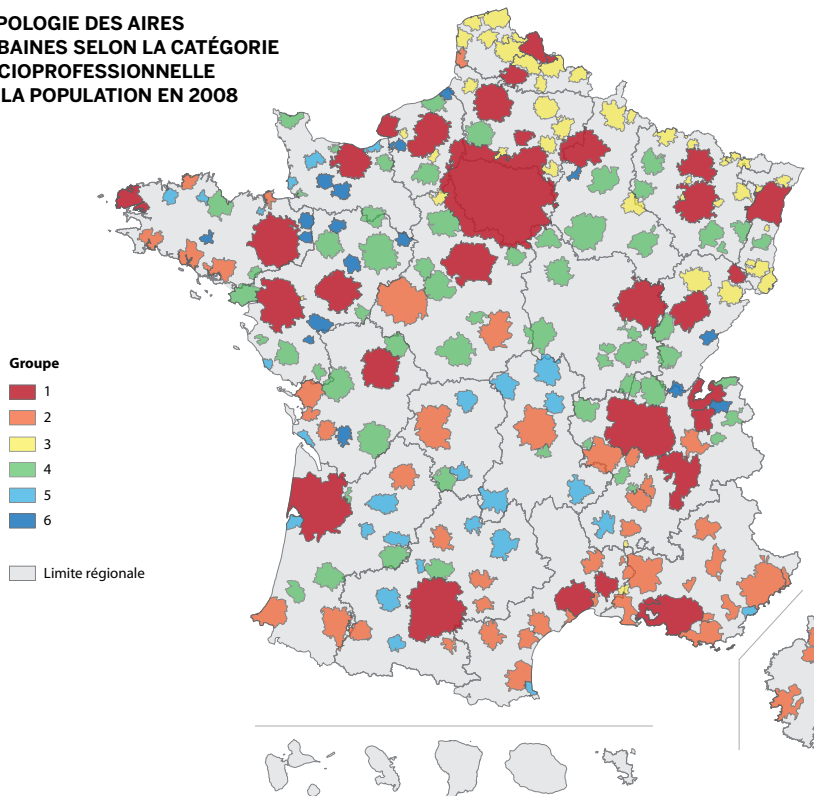 POLOGIE DES AIRES
BAINES SELON LA CATÉGORIE
CIOPROFESSIONNELLE
LA POPULATION EN 2008
Groupe
1
2
3
4
5
6
Limite régionale